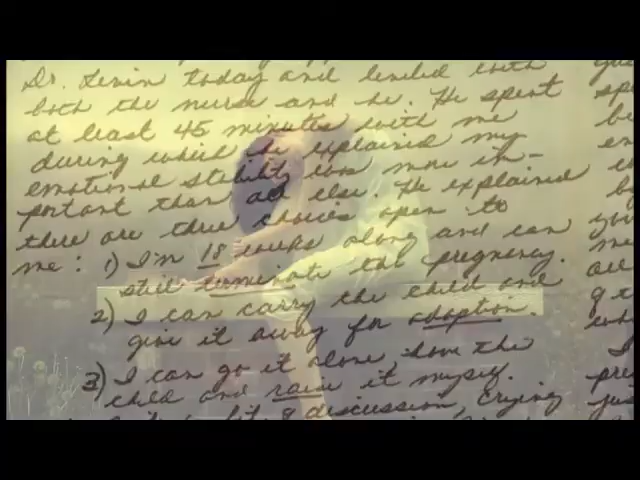 Dr. Levin today and leveled with
both the nurse and he. He spent
at least 45 minutes with me
during which he explained my
emotional stability was more im-
portant than all else. He explained
there are three choices open to
me: 1) I'm 18 weeks along and can
still terminate the pregnancy.
2) I can carry the child and
give it away for adoption.
3) I can go it alone have the
child and raise it myself.
discussion, crying